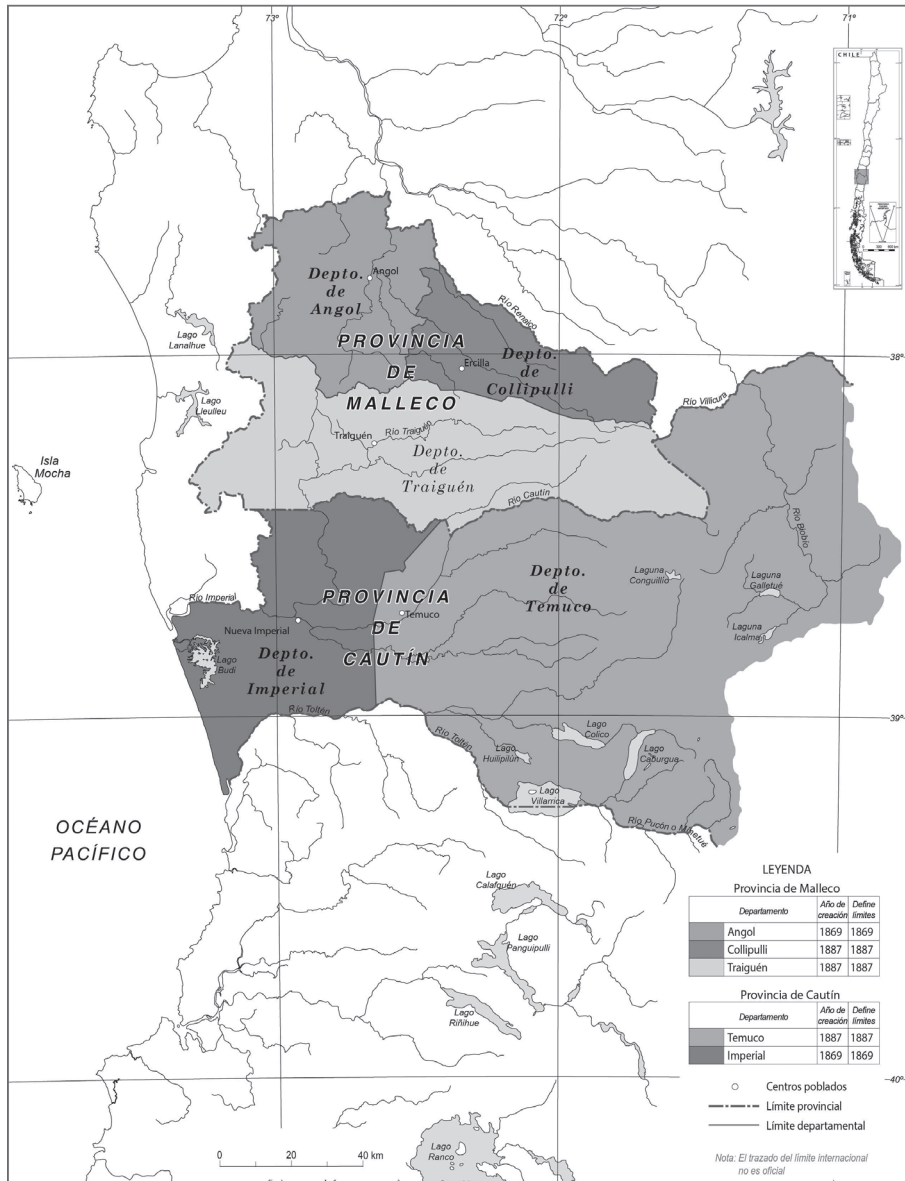 73°
72°
71°
CHILE
Depto.
de
Angol
Angol
Río Renaico
Lago
Lanalhue
PROVINCIA
DE
MALLECO
Ercilla
Depto.
de
Collipulli
38°
Río Villicura
Lago
Lleulleu
Traiguén
Río Traiguén
Depto.
de
Traiguén
Isla
Mocha
Río Cautín
Río Biobío
Depto.
de
Temuco
Laguna
Conguillío
Laguna
Galletué
Laguna
Icalma
Río Imperial
PROVINCIA
DE
CAUTÍN
Temuco
Nueva Imperial
Lago
Budi
Depto.
de
Imperial
Río Toltén
39°
Río Toltén
Lago
Colico
Lago
Huilipilún
Lago
Caburgua
Lago
Villarrica
Río Pucón o Minetué
OCÉANO
PACÍFICO
Lago
Calafquén
Lago
Panguipulli
Lago
Riñihue
40°
Lago
Ranco
0 20 40 km
LEYENDA
Provincia de Malleco
Departamento Año de creación Define límites
Angol 1869 1869
Collipulli 1887 1887
Traiguén 1887 1887
Provincia de Cautín
Departamento Año de creación Define límites
Temuco 1887 1887
Imperial 1869 1869
Centros poblados
Límite provincial
Límite departamental
Nota: El trazado del límite internacional
no es oficial